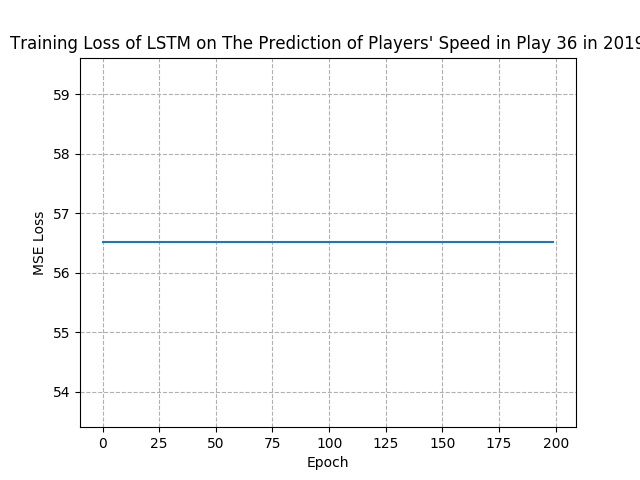 Training Loss of LSTM on The Prediction of Players' Speed in Play 36 in 2019
59
58
57
56
55
54
MSE Loss
0 25 50 75 100 125 150 175 200
Epoch